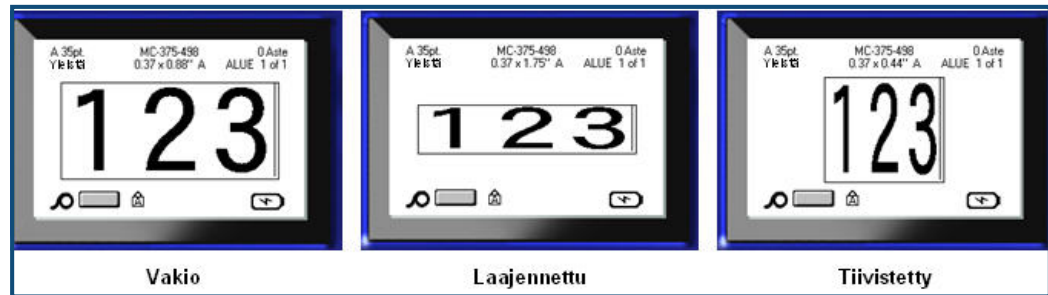 A 35pt. MC-375-498 0 Aste
Yleistä 0.37 x 0.88" A ALUE 1 of 1
123
A
Vakio
A 35pt. MC-375-498 0 Aste
Yleistä 0.37 x 1.75" A ALUE 1 of 1
123
A
Laajennettu
A 35pt. MC-375-498 0 Aste
Yleistä 0.37 x 0.44" A ALUE 1 of 1
123
A
Tiivistetty